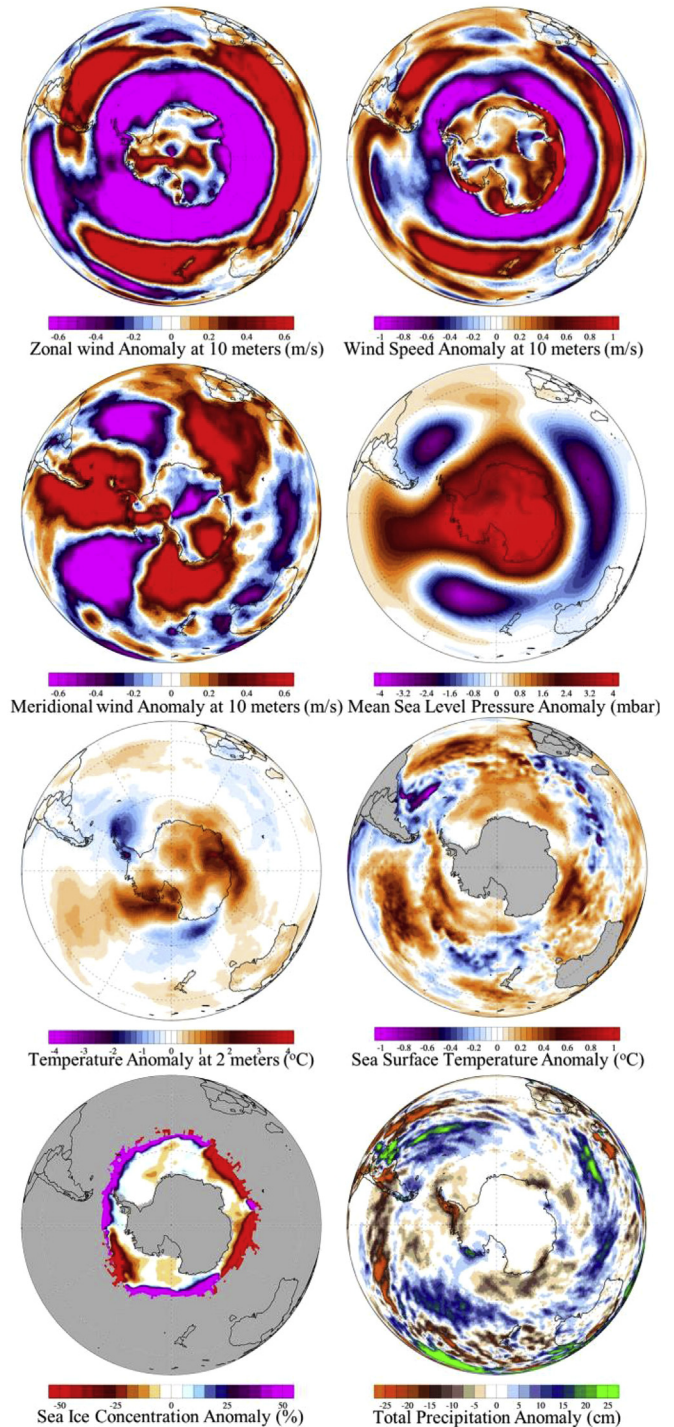 -0.6 -0.4 -0.2 0 0.2 0.4 0.6
Zonal wind Anomaly at 10 meters (m/s)
-1 -0.8 -0.6 -0.4 -0.2 0 0.2 0.4 0.6 0.8 1
Wind Speed Anomaly at 10 meters (m/s)
-0.6 -0.4 -0.2 0 0.2 0.4 0.6
Meridional wind Anomaly at 10 meters (m/s)
-4 -3.2 -2.4 -1.6 -0.8 0 0.8 1.6 2.4 3.2 4
Mean Sea Level Pressure Anomaly (mbar)
-4 -3 -2 -1 0 1 2 3
Temperature Anomaly at 2 meters (°C)
-1 -0.8 -0.6 -0.4 -0.2 0 0.2 0.4 0.6 0.8 1
Sea Surface Temperature Anomaly (°C)
-50 -25 0 25 50
Sea Ice Concentration Anomaly (%)
-25 -20 -15 -10 -5 0 5 10 15 20 25
Total Precipitation Anomaly (cm)